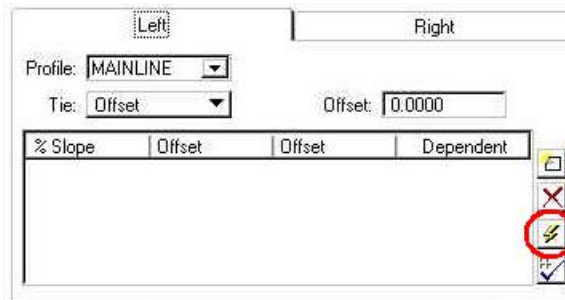 Left Right
Profile: MAINLINE
Tie: Offset Offset: 0.0000
% Slope Offset Offset Dependent